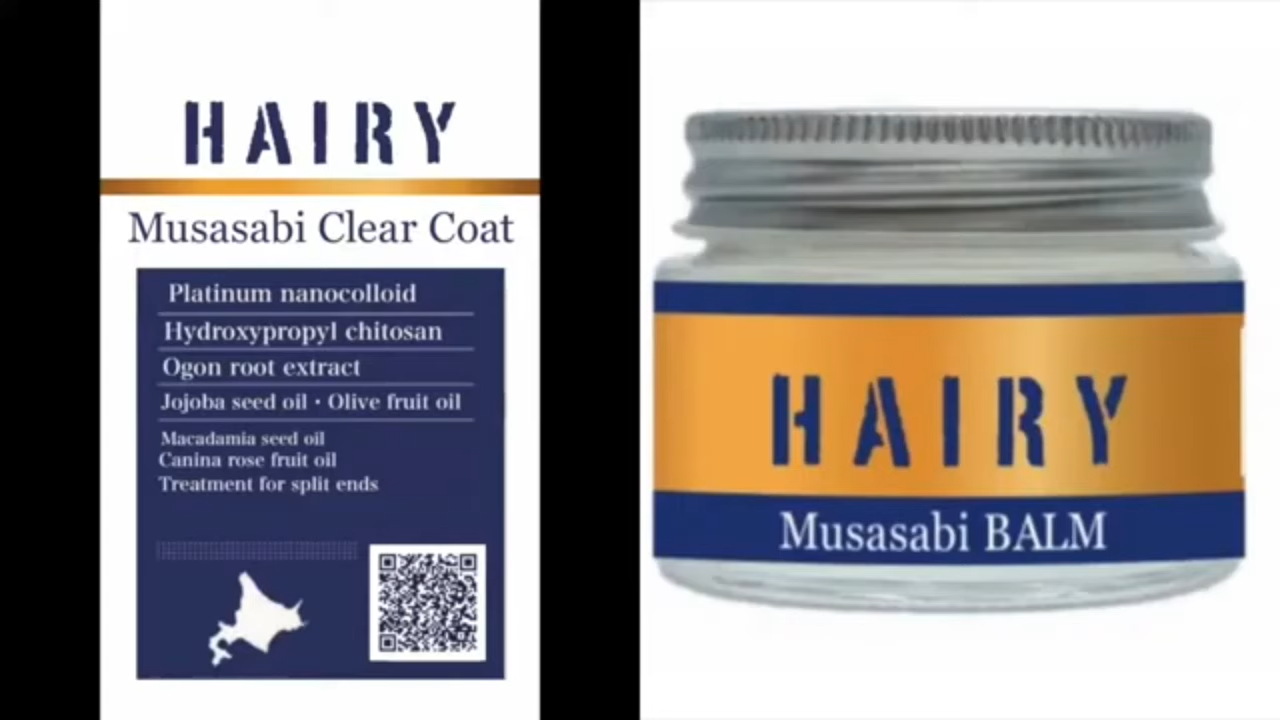 HAIRY
Musasabi Clear Coat
Platinum nanocolloid
Hydroxypropyl chitosan
Ogon root extract
Jojoba seed oil・Olive fruit oil
Macadamia seed oil
Canina rose fruit oil
Treatment for split ends
HAIRY
Musasabi BALM